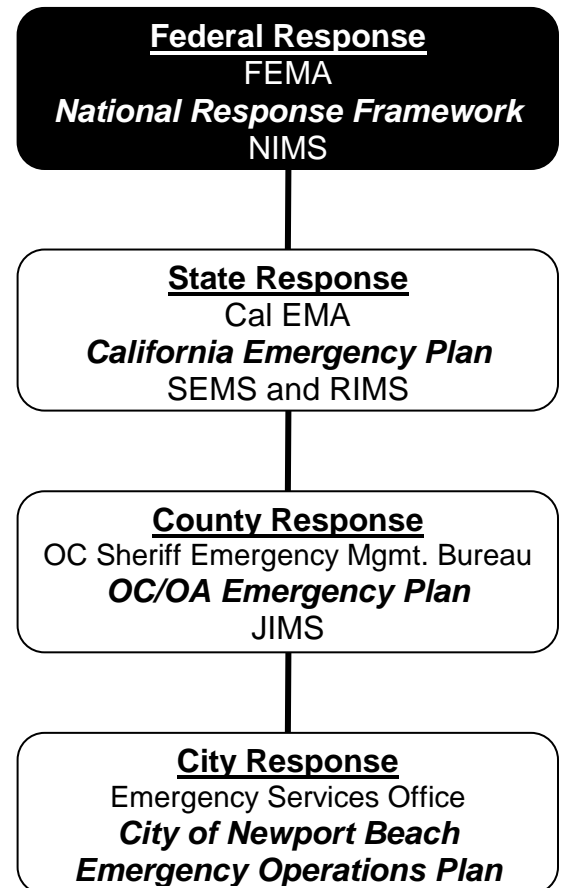 Federal Response
FEMA
National Response Framework
NIMS
State Response
Cal EMA
California Emergency Plan
SEMS and RIMS
County Response
OC Sheriff Emergency Mgmt. Bureau
OC/OA Emergency Plan
JIMS
City Response
Emergency Services Office
City of Newport Beach
Emergency Operations Plan